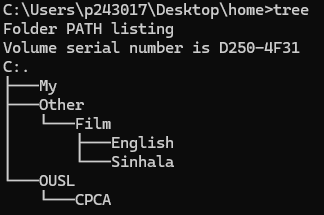 C:\Users\p243017\Desktop\home>tree
Folder PATH listing
Volume serial number is D250-4F31
C:.
├───My
├───Other
│   └───Film
│       ├───English
│       └───Sinhala
└───OUSL
    └───CPCA